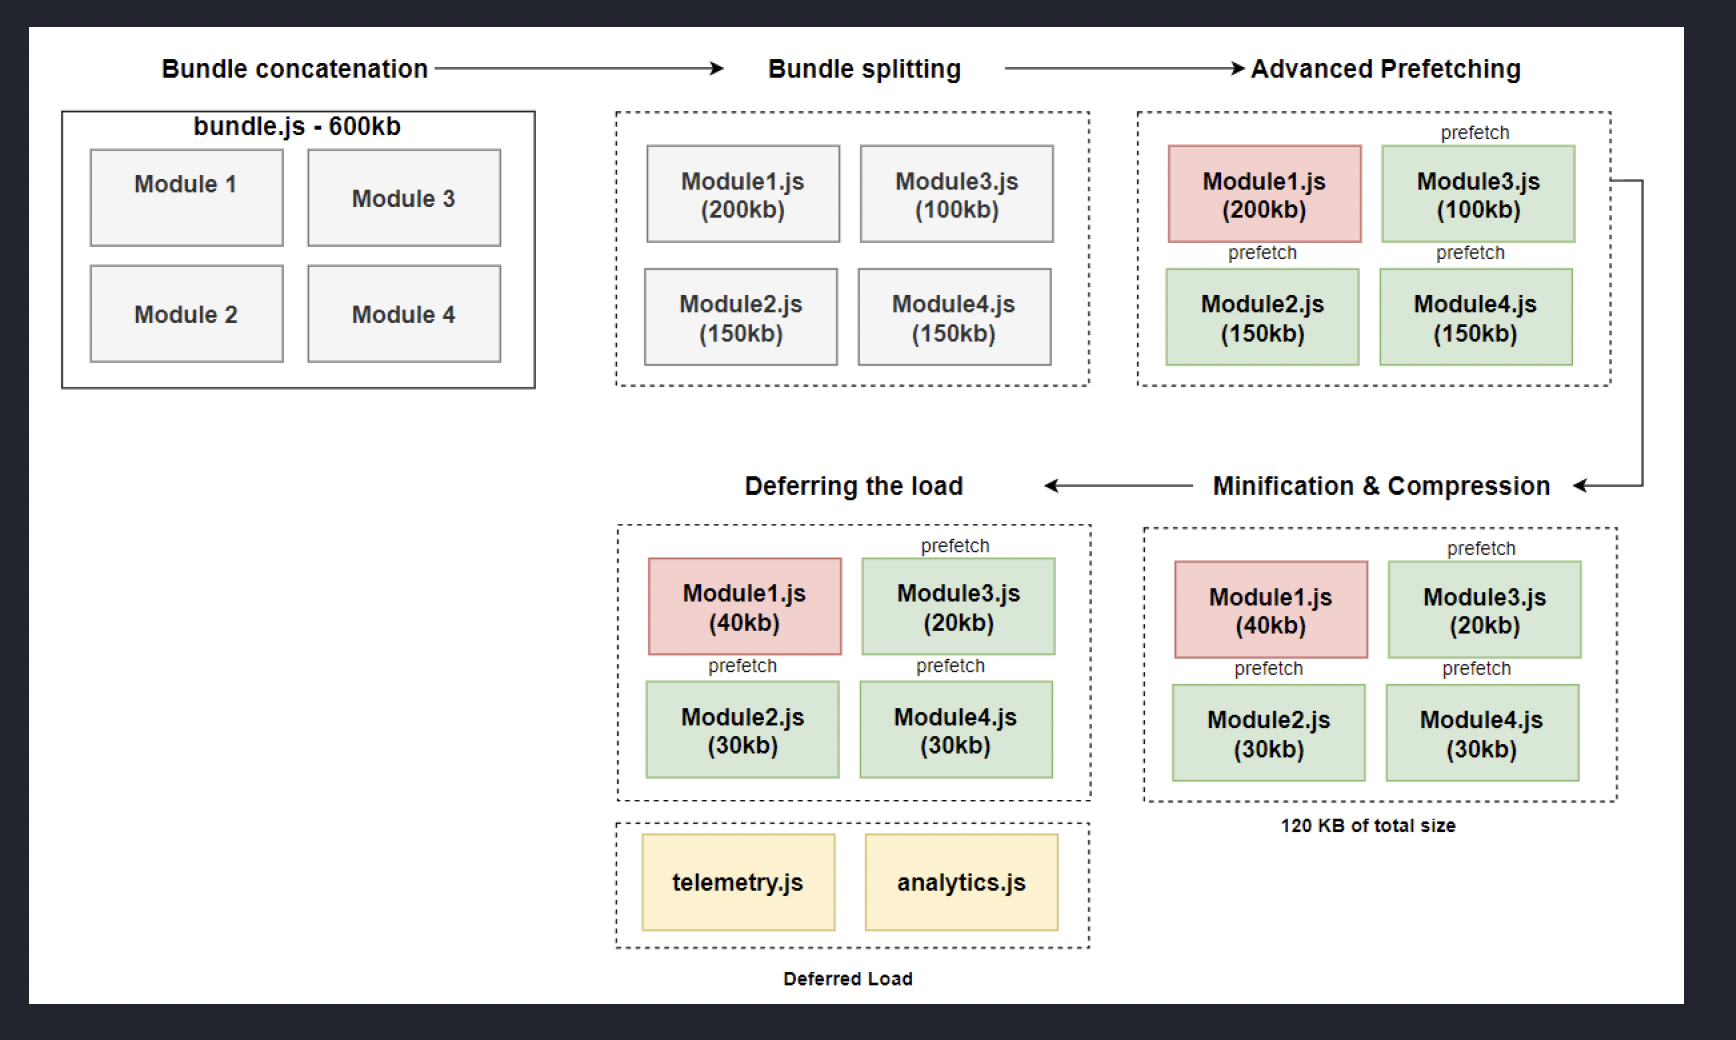 Bundle concatenation
Bundle splitting
Advanced Prefetching
bundle.js - 600kb
Module 1
Module 3
Module 2
Module 4
Module1.js
(200kb)
Module3.js
(100kb)
Module2.js
(150kb)
Module4.js
(150kb)
prefetch
Module1.js
(200kb)
Module3.js
(100kb)
prefetch
prefetch
Module2.js
(150kb)
Module4.js
(150kb)
Minification & Compression
prefetch
Module1.js
(40kb)
Module3.js
(20kb)
prefetch
prefetch
Module2.js
(30kb)
Module4.js
(30kb)
120 KB of total size
Deferring the load
prefetch
Module1.js
(40kb)
Module3.js
(20kb)
prefetch
prefetch
Module2.js
(30kb)
Module4.js
(30kb)
telemetry.js
analytics.js
Deferred Load